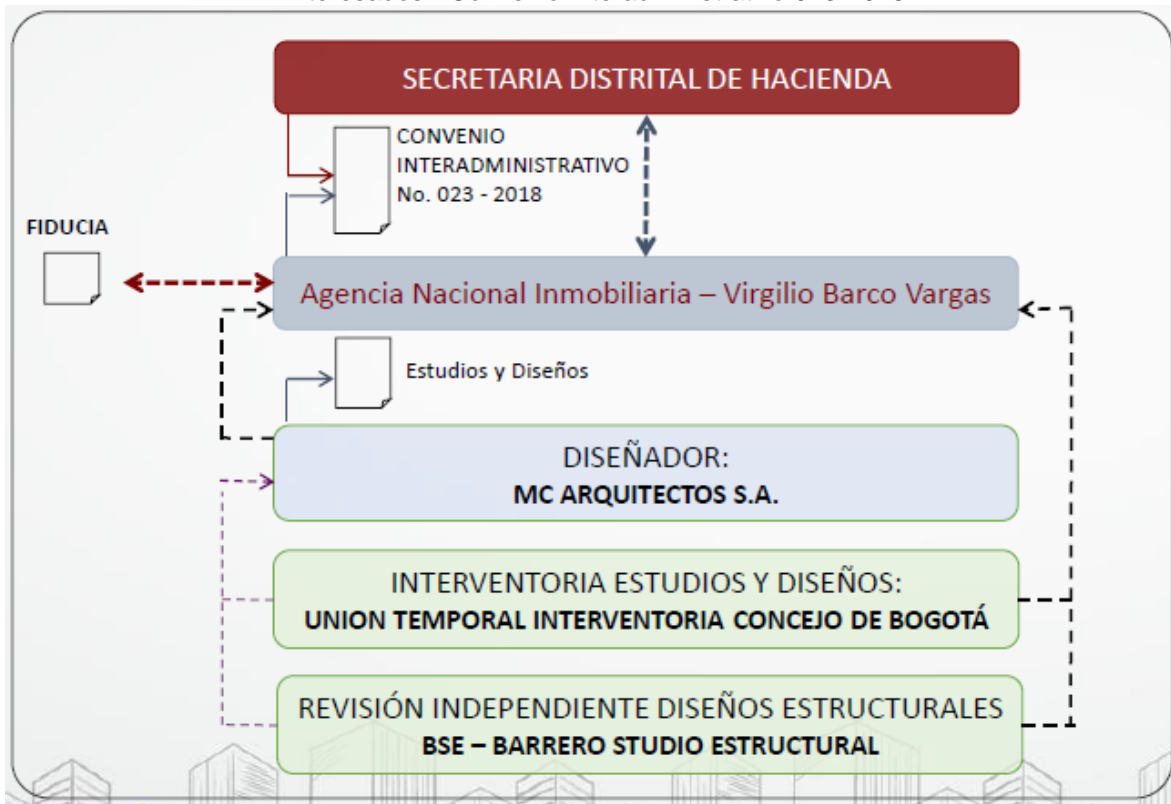 SECRETARIA DISTRITAL DE HACIENDA
CONVENIO
INTERADMINISTRATIVO
No. 023 - 2018
FIDUCIA
Agencia Nacional Inmobiliaria – Virgilio Barco Vargas
Estudios y Diseños
DISEÑADOR:
MC ARQUITECTOS S.A.
INTERVENTORIA ESTUDIOS Y DISEÑOS:
UNION TEMPORAL INTERVENTORIA CONCEJO DE BOGOTÁ
REVISIÓN INDEPENDIENTE DISEÑOS ESTRUCTURALES
BSE – BARRERO STUDIO ESTRUCTURAL